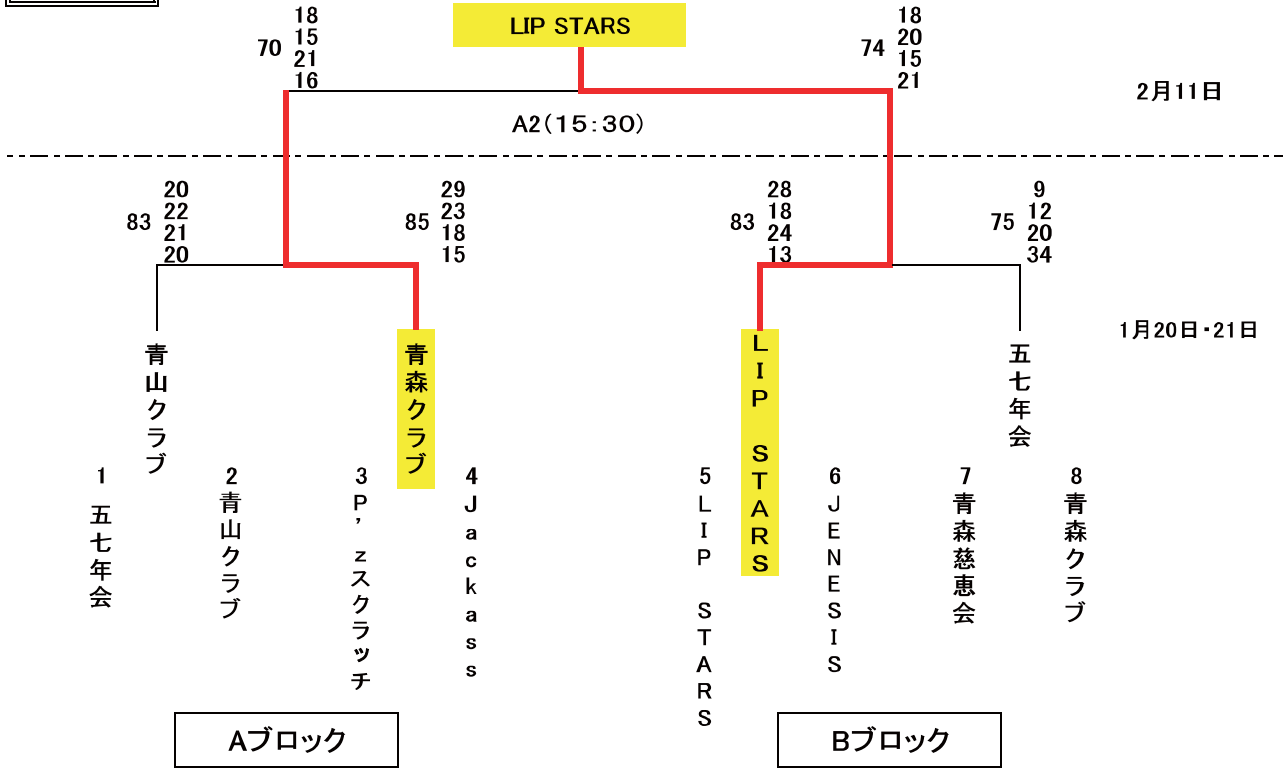 LIP STARS
70
18
15
21
16
74
18
20
15
21
2月11日
A2(15:30)
83
20
22
21
20
85
29
23
18
15
83
28
18
24
13
75
9
12
20
34
1月20日・21日
青山クラブ
青森クラブ
LIP STARS
五七年会
1 五七年会
2 青山クラブ
3 P’zスクラッチ
4 Jackass
5 LIP STARS
6 JENESIS
7 青森慈恵会
8 青森クラブ
Aブロック
Bブロック